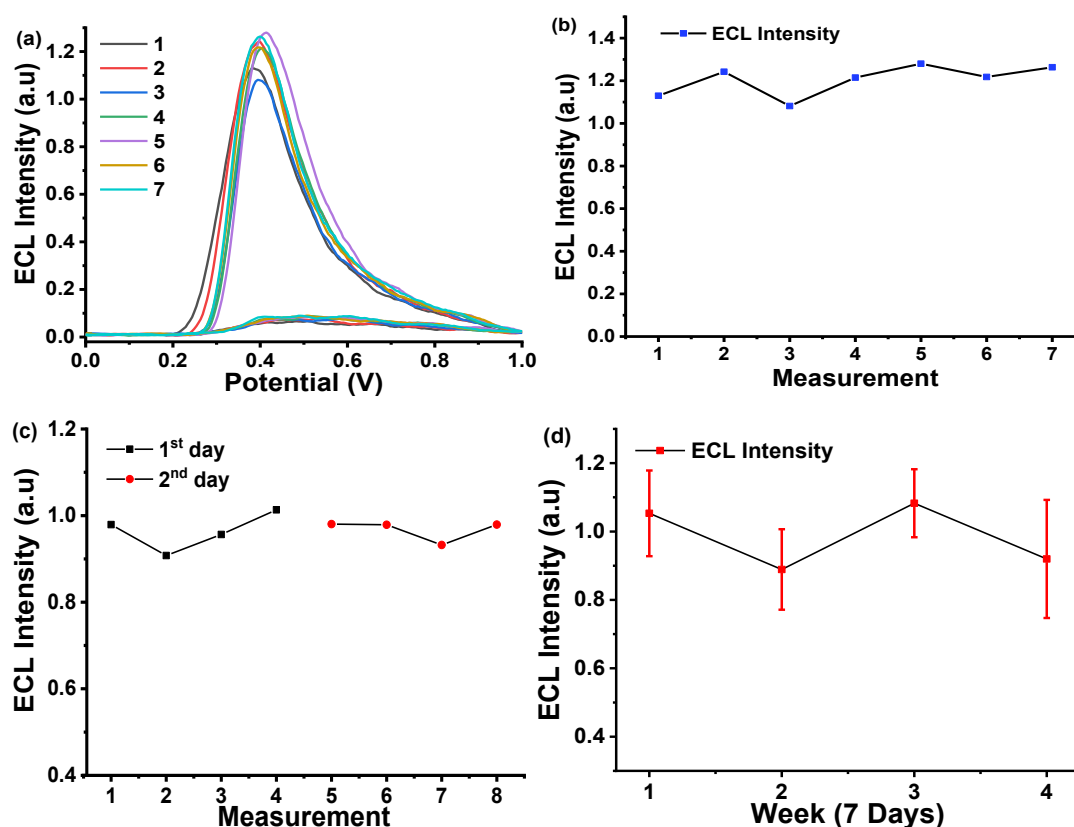 (a)
1
2
3
4
5
6
7
1.2
1.0
0.8
0.6
0.4
0.2
0.0
ECL Intensity (a.u)
0.0 0.2 0.4 0.6 0.8 1.0
Potential (V)
(b)
ECL Intensity
1.4
1.2
1.0
0.8
0.6
0.4
0.2
0.0
ECL Intensity (a.u)
1 2 3 4 5 6 7
Measurement
(c)
1st day
2nd day
1.2
1.0
0.8
0.6
0.4
ECL Intensity (a.u)
1 2 3 4 5 6 7 8
Measurement
(d)
ECL Intensity
1.2
1.0
0.8
0.6
0.4
ECL Intensity (a.u)
1 2 3 4
Week (7 Days)